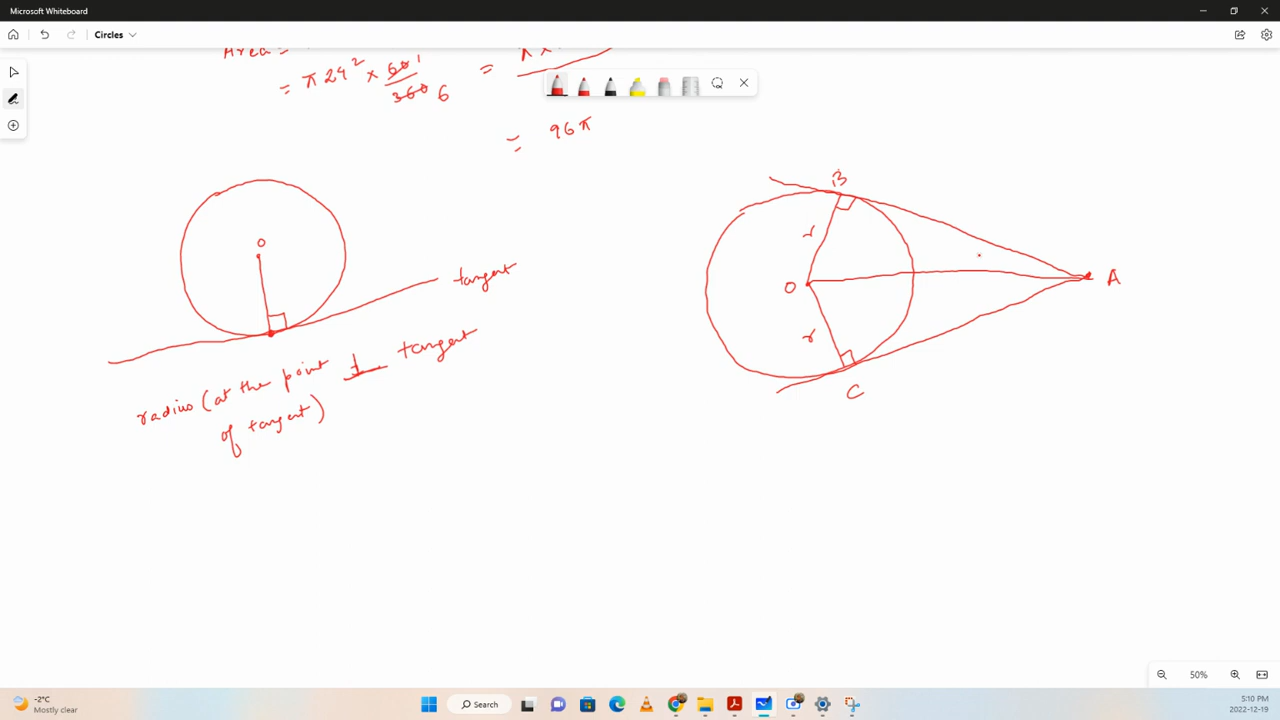 Microsoft Whiteboard
Circles
Area =
= π 24² × 60 1
360 6
=
= 96π
O
tangent
radius (at the point ⊥ tangent
of tangent)
B
r
O
A
r
C
50%
-2°C
Mostly clear
Search
5:10 PM
2022-12-19